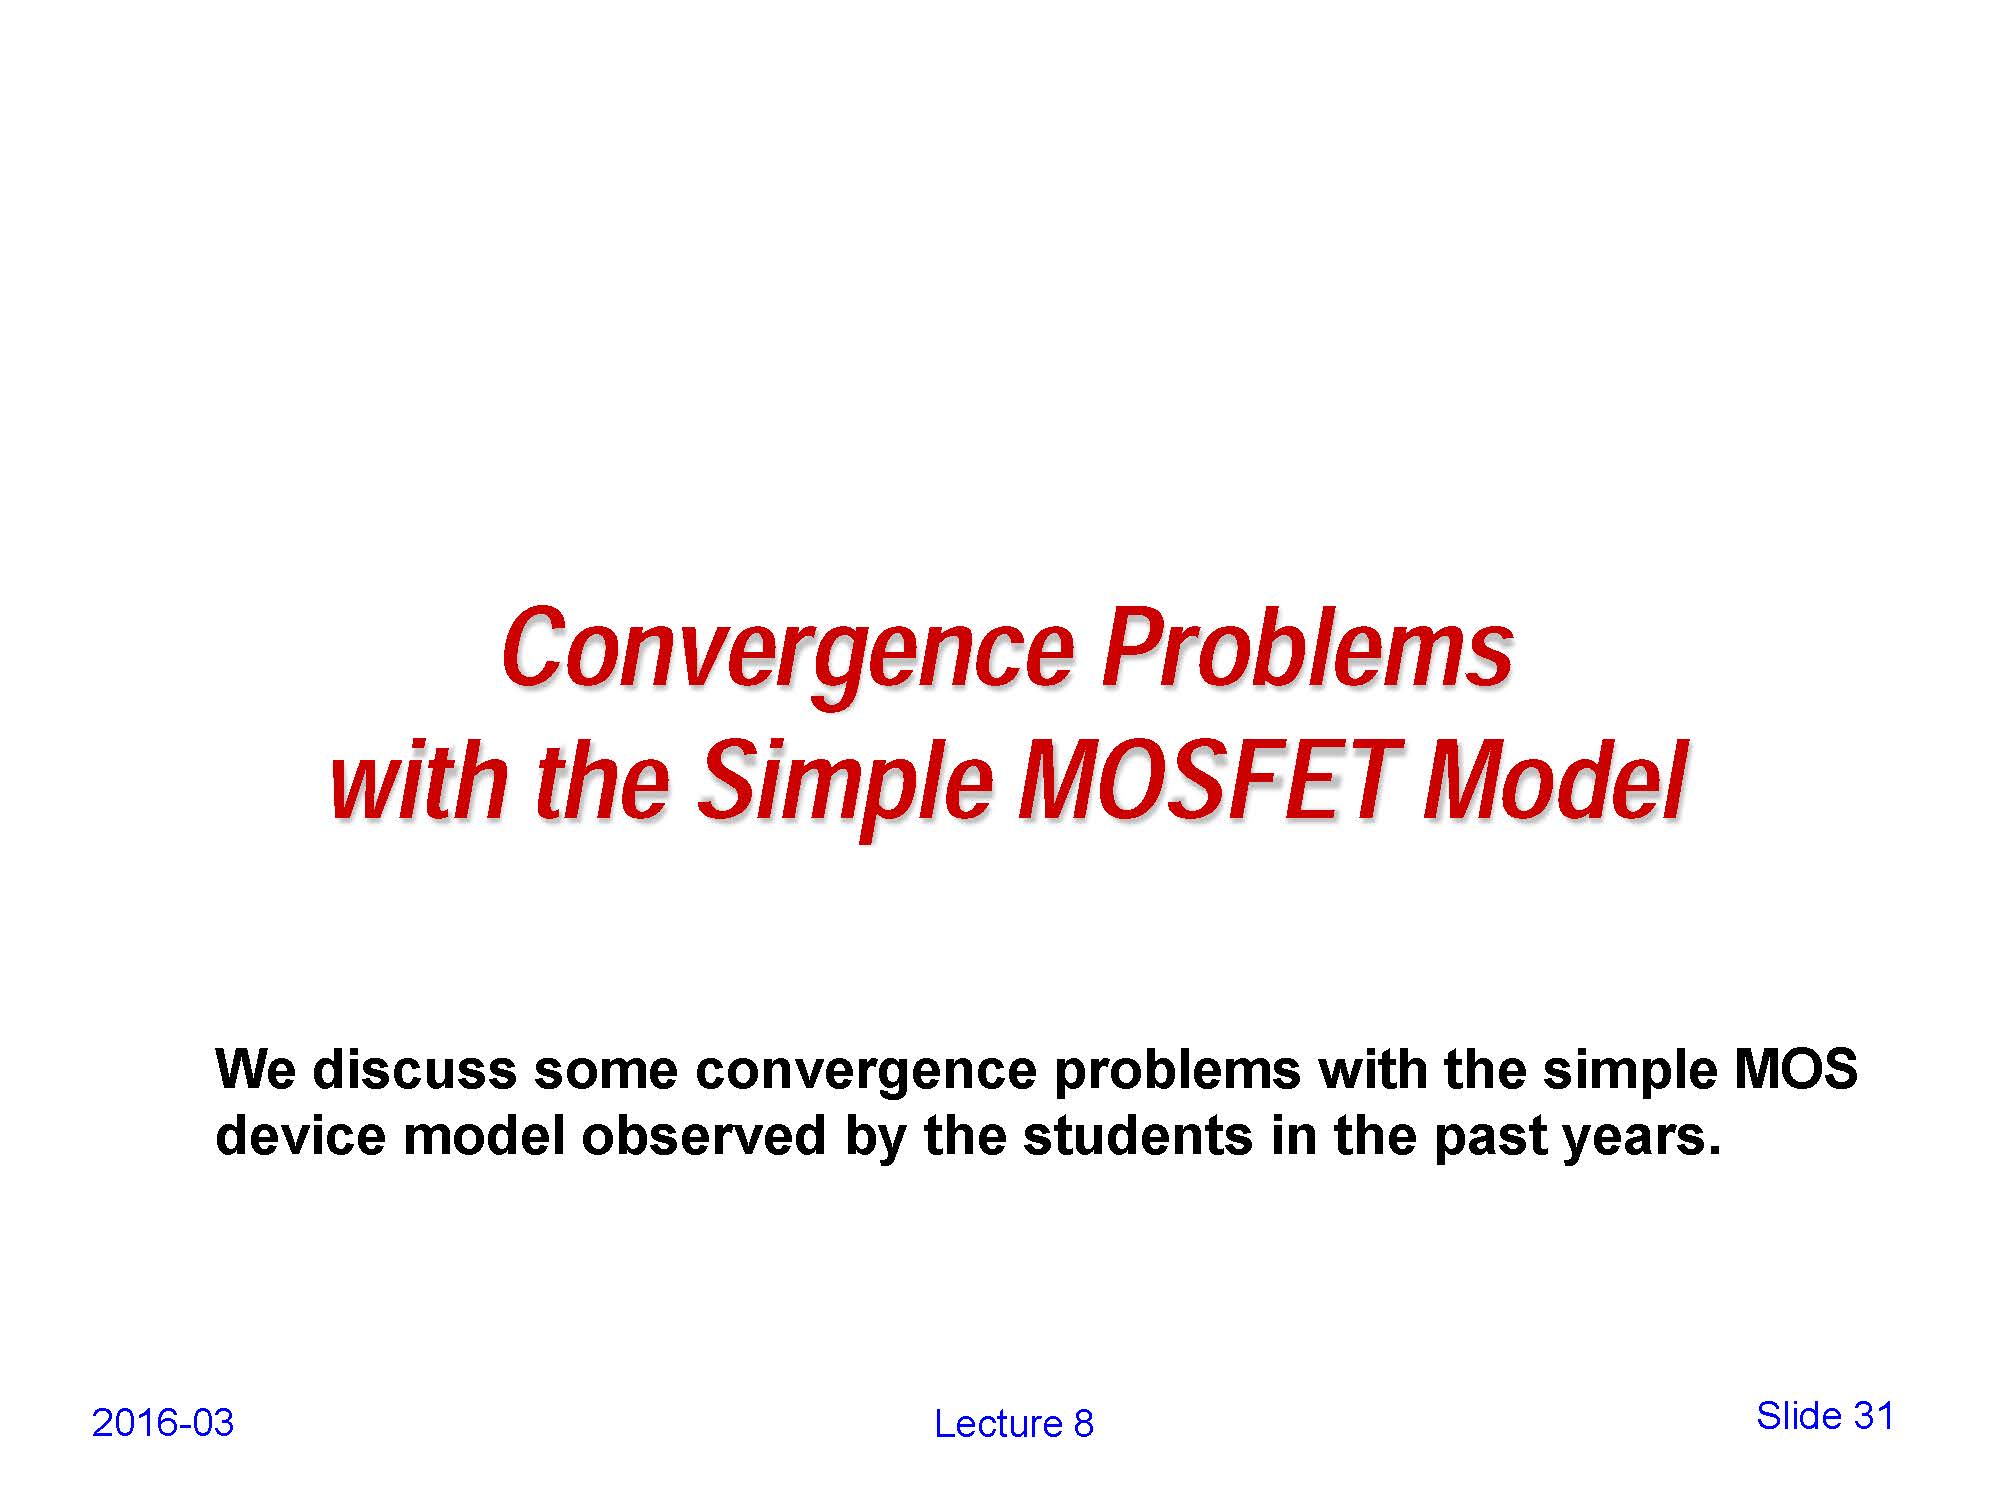 Convergence Problems
with the Simple MOSFET Model
We discuss some convergence problems with the simple MOS
device model observed by the students in the past years.
2016-03
Lecture 8
Slide 31